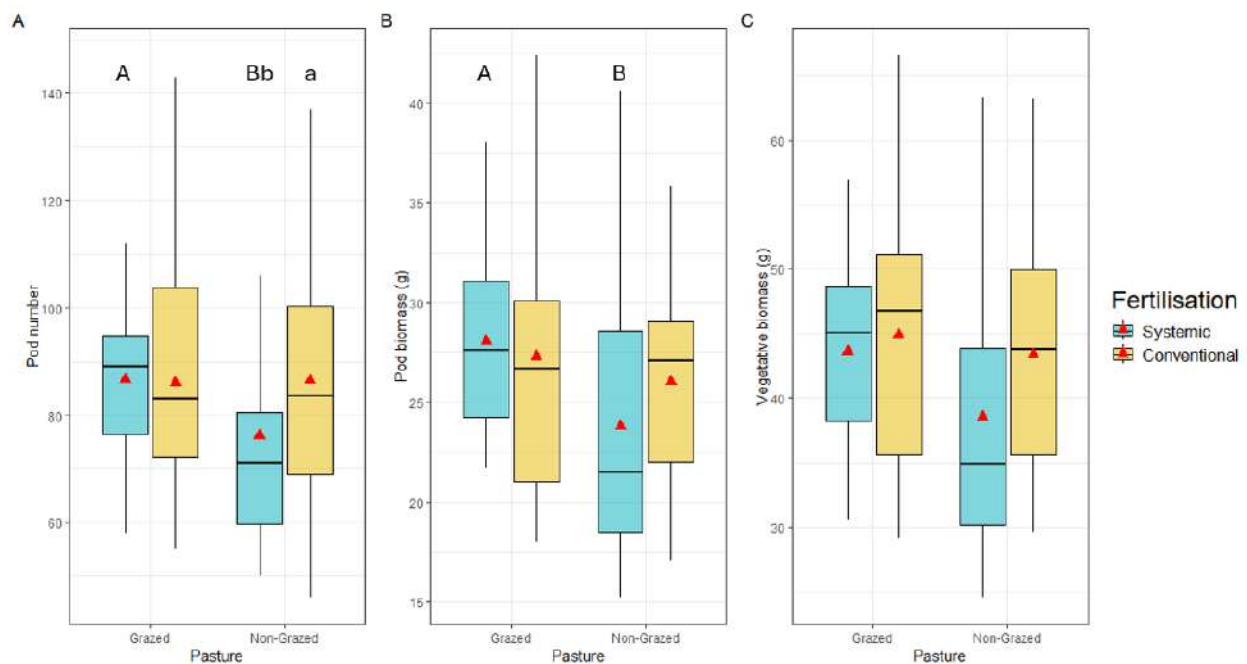 A
B
C
A
Bb
a
A
B
140
120
100
80
60
Pod number
Grazed
Non-Grazed
Pasture
40
35
30
25
20
15
Pod biomass (g)
Grazed
Non-Grazed
Pasture
60
50
40
30
Vegetative biomass (g)
Grazed
Non-Grazed
Pasture
Fertilisation
Systemic
Conventional